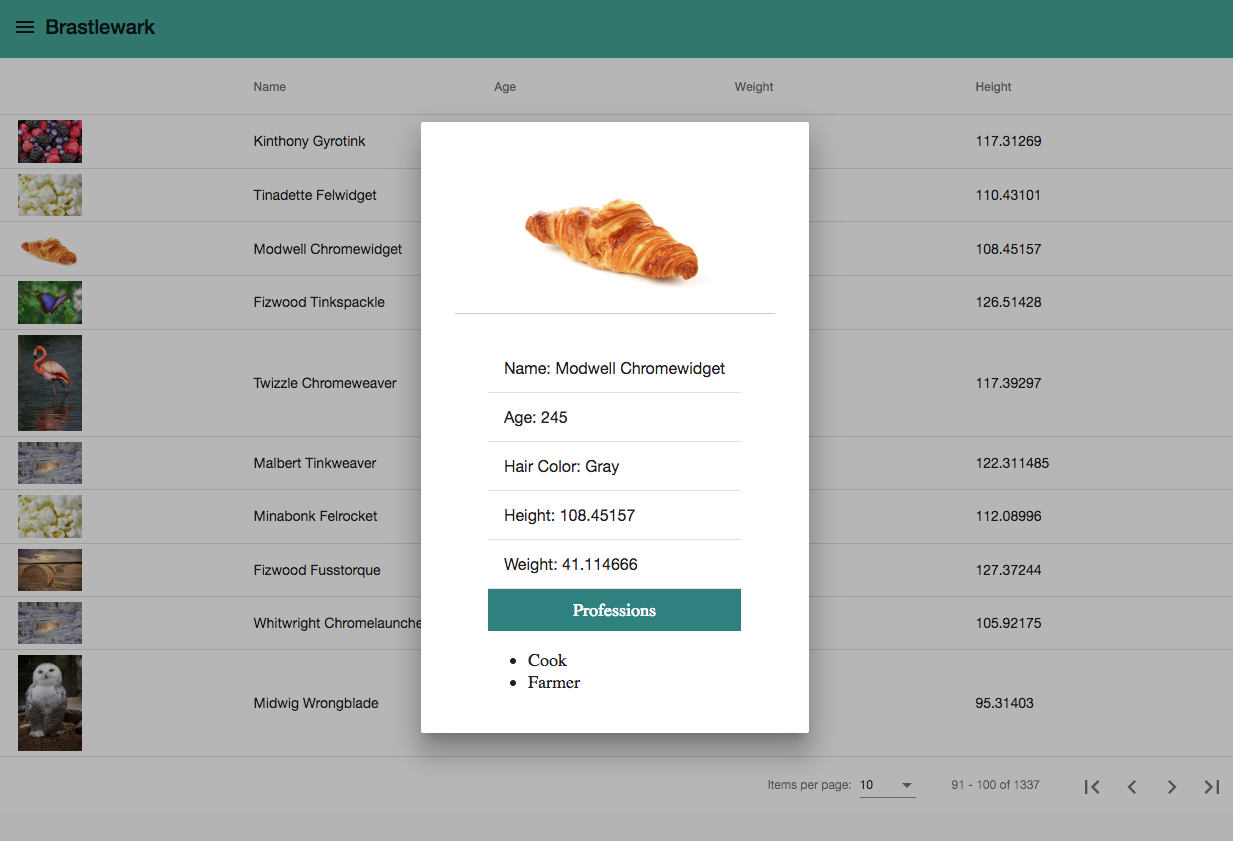 Brastlewark
Name Age Weight Height
Kinthony Gyrotink 117.31269
Tinadette Felwidget 110.43101
Modwell Chromewidget 108.45157
Fizwood Tinkspackle 126.51428
Twizzle Chromeweaver 117.39297
Malbert Tinkweaver 122.311485
Minabonk Felrocket 112.08996
Fizwood Fusstorque 127.37244
Whitwright Chromelaunche 105.92175
Midwig Wrongblade 95.31403
Name: Modwell Chromewidget
Age: 245
Hair Color: Gray
Height: 108.45157
Weight: 41.114666
Professions
Cook
Farmer
Items per page: 10 91 - 100 of 1337